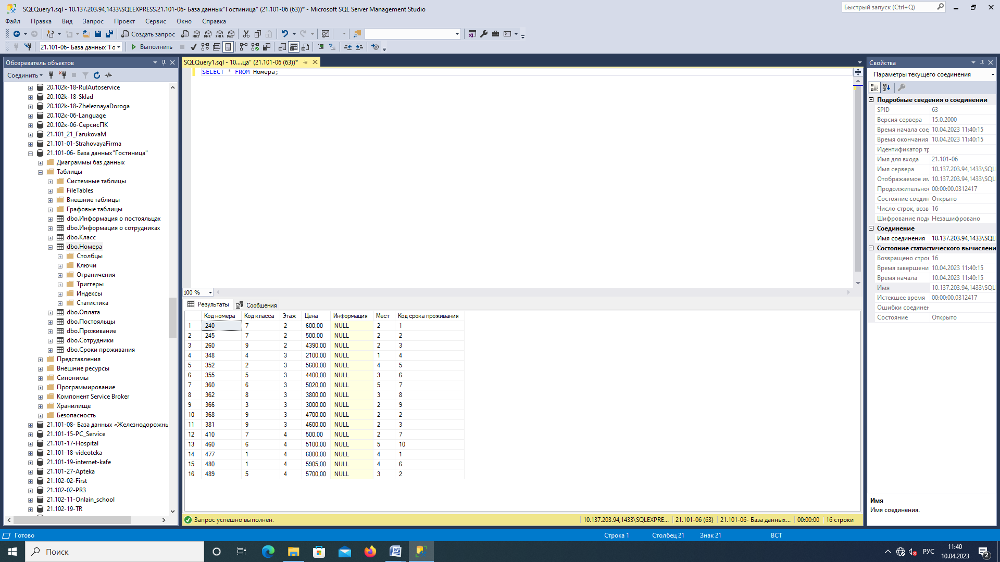 SQLQuery1.sql - 10.137.203.94,1433\SQLEXPRESS.21.101-06- База данных"Гостиница" (21.101-06 (63))* - Microsoft SQL Server Management Studio
Быстрый запуск (Ctrl+Q)
Файл Правка Вид Запрос Проект Сервис Окно Справка
Создать запрос
MDX DMX XMLA DAX
21.101-06- База данных"Го
Выполнить
Обозреватель объектов
Соединить
20.102k-18-RulAutoservice
20.102k-18-Sklad
20.102k-18-ZheleznayaDoroga
20.102к-06-Language
20.102к-06-СерсисПК
21.101_21_FarukovaM
21.101-01-StrahovayaFirma
21.101-06- База данных"Гостиница"
Диаграммы баз данных
Таблицы
Системные таблицы
FileTables
Внешние таблицы
Графовые таблицы
dbo.Информация о постояльцах
dbo.Информация о сотрудниках
dbo.Класс
dbo.Номера
Столбцы
Ключи
Ограничения
Триггеры
Индексы
Статистика
dbo.Оплата
dbo.Постояльцы
dbo.Проживание
dbo.Сотрудники
dbo.Сроки проживания
Представления
Внешние ресурсы
Синонимы
Программирование
Компонент Service Broker
Хранилище
Безопасность
21.101-08- База данных «Железнодорожнь
21.101-15-PC_Service
21.101-17-Hospital
21.101-18-videoteka
21.101-19-internet-kafe
21.101-27-Apteka
21.102-02-First
21.102-02-PR3
21.102-11-Onlain_school
21.102-19-TR
SQLQuery1.sql - 10....ца" (21.101-06 (63))*
SELECT * FROM Номера;
100 %
Результаты Сообщения
Код номера Код класса Этаж Цена Информация Мест Код срока проживания
1 240 7 2 600,00 NULL 2 1
2 245 7 2 500,00 NULL 2 2
3 260 9 2 4390,00 NULL 2 3
4 348 4 3 2100,00 NULL 1 4
5 352 2 3 5600,00 NULL 4 5
6 355 5 3 4400,00 NULL 3 6
7 360 6 3 5020,00 NULL 5 7
8 362 8 3 3800,00 NULL 3 8
9 366 3 3 3000,00 NULL 2 9
10 368 9 3 4700,00 NULL 2 2
11 381 9 3 4600,00 NULL 2 3
12 410 7 4 500,00 NULL 2 7
13 460 6 4 5100,00 NULL 5 10
14 477 1 4 6000,00 NULL 4 1
15 480 1 4 5905,00 NULL 4 6
16 489 5 4 5700,00 NULL 3 2
Запрос успешно выполнен.
10.137.203.94,1433\SQLEXPRE... 21.101-06 (63) 21.101-06- База данных... 00:00:00 16 строки
Свойства
Параметры текущего соединения
Подробные сведения о соединении
SPID 63
Версия сервера 15.0.2000
Время начала сое, 10.04.2023 11:40:15
Время окончания 10.04.2023 11:40:15
Идентификатор тр
Имя для входа 21.101-06
Имя сервера 10.137.203.94,1433\SQL
Отображаемое им 10.137.203.94,1433\SQL
Продолжительнос 00:00:00.0312417
Состояние соедин Открыто
Число строк, возв 16
Шифрование подк Незашифровано
Соединение
Имя соединения 10.137.203.94,1433\SQL
Состояние статистического вычислени
Возвращено строк 16
Время завершени 10.04.2023 11:40:15
Время начала 10.04.2023 11:40:15
Имя 10.137.203.94,1433\SQL
Истекшее время 00:00:00.0312417
Ошибки соединен
Состояние Открыто
Имя
Имя соединения.
Готово
Строка 1 Столбец 21 Знак 21 ВСТ
Поиск
РУС
11:40
10.04.2023
2